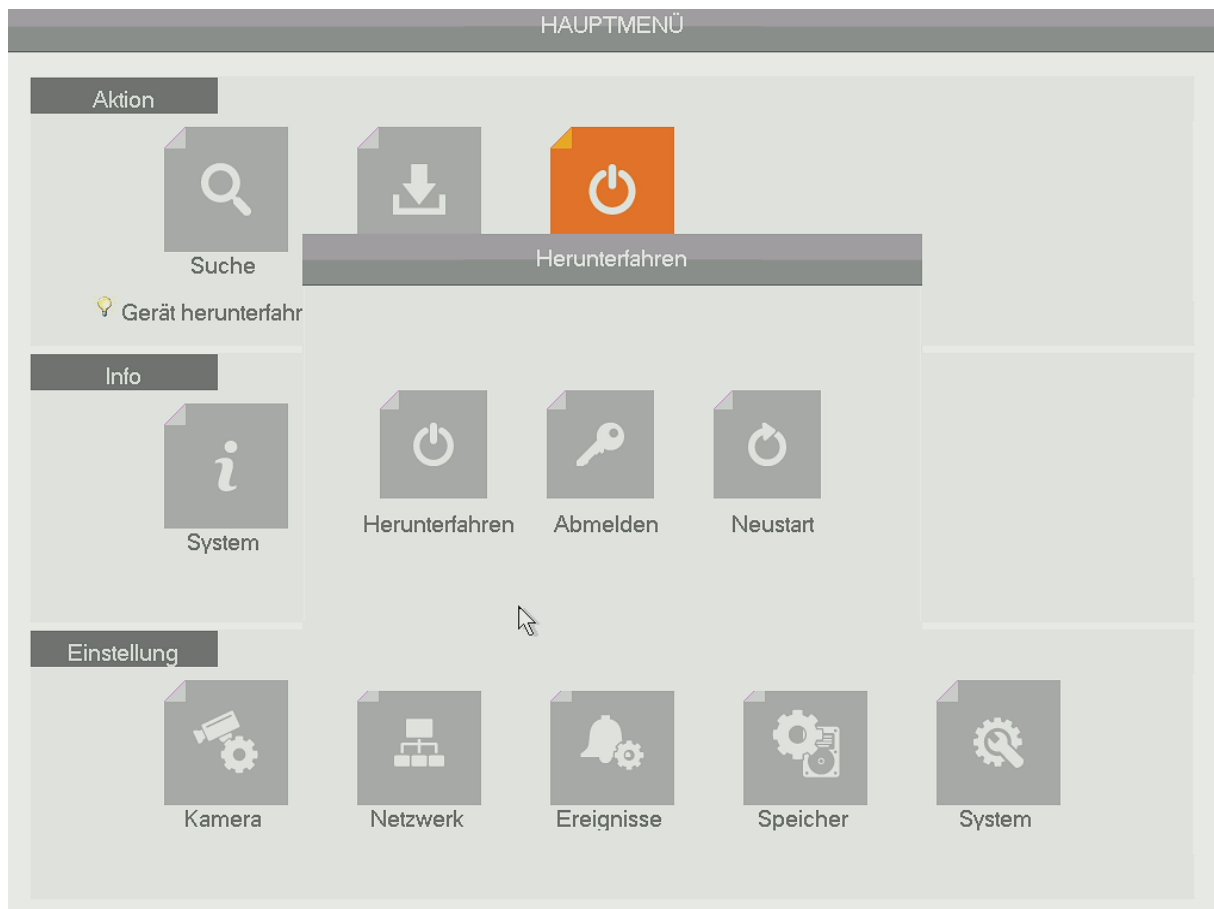 HAUPTMENÜ
Aktion
Suche
Gerät herunterfahr
Herunterfahren
Herunterfahren Abmelden Neustart
Info
System
Einstellung
Kamera Netzwerk Ereignisse Speicher System